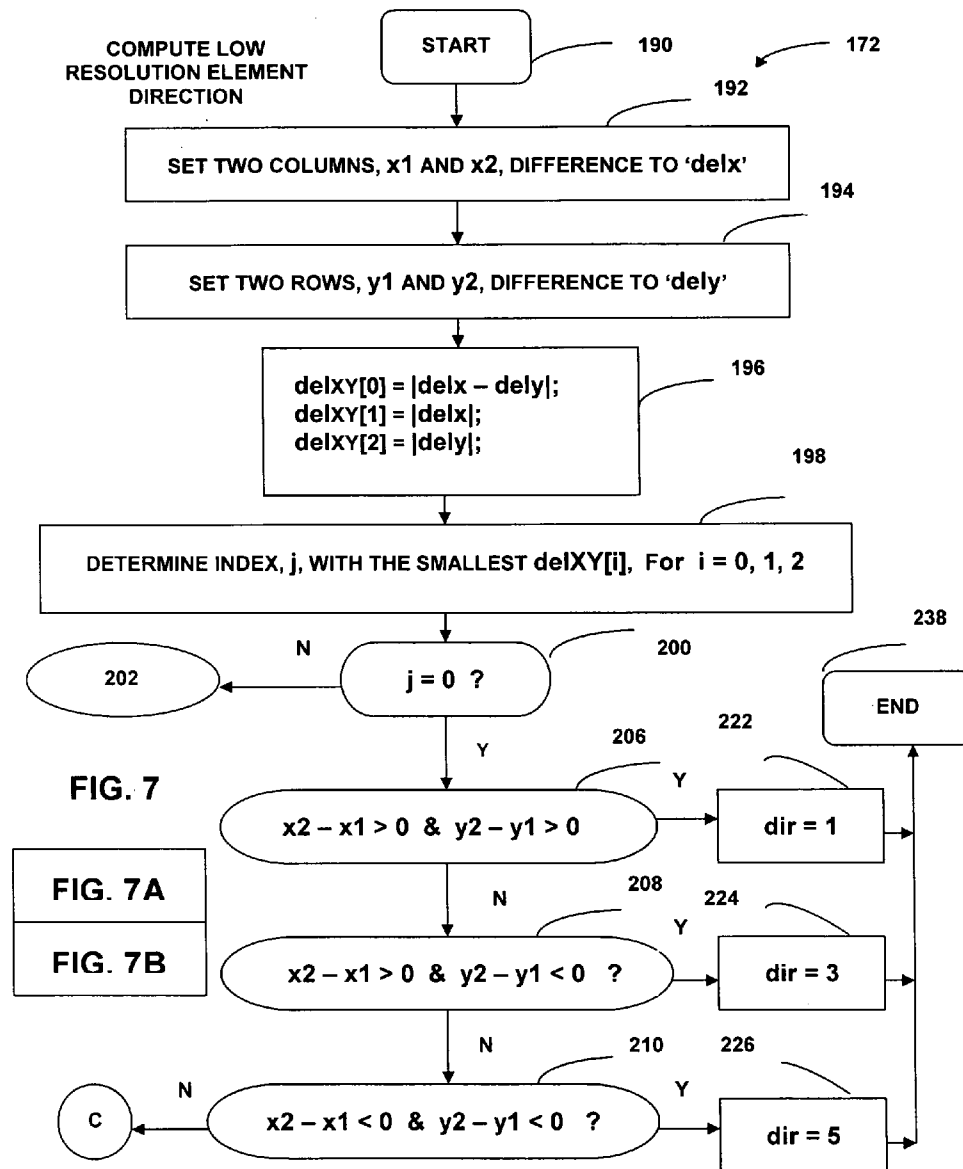 COMPUTE LOW
RESOLUTION ELEMENT
DIRECTION
START
190
172
192
SET TWO COLUMNS, x1 AND x2, DIFFERENCE TO ‘delx’
194
SET TWO ROWS, y1 AND y2, DIFFERENCE TO ‘dely’
196
delXY[0] = |delx – dely|;
delXY[1] = |delx|;
delXY[2] = |dely|;
198
DETERMINE INDEX, j, WITH THE SMALLEST delXY[i], For i = 0, 1, 2
238
N
200
202
j = 0 ?
END
Y
206
222
FIG. 7
Y
x2 – x1 > 0 & y2 – y1 > 0
dir = 1
FIG. 7A
N
208
224
Y
FIG. 7B
x2 – x1 > 0 & y2 – y1 < 0 ?
dir = 3
N
210
226
N
Y
C
x2 – x1 < 0 & y2 – y1 < 0 ?
dir = 5